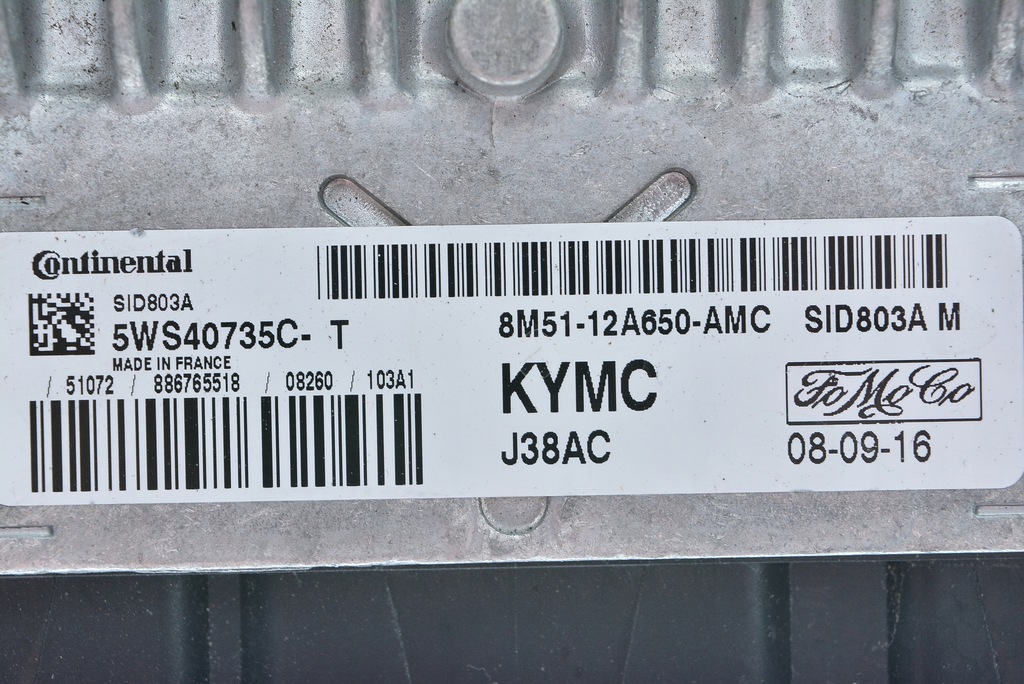 Continental
SID803A
5WS40735C- T
MADE IN FRANCE
/ 51072 / 886765518 / 08260 / 103A1
8M51-12A650-AMC SID803A M
KYMC
FoMoCo
J38AC
08-09-16